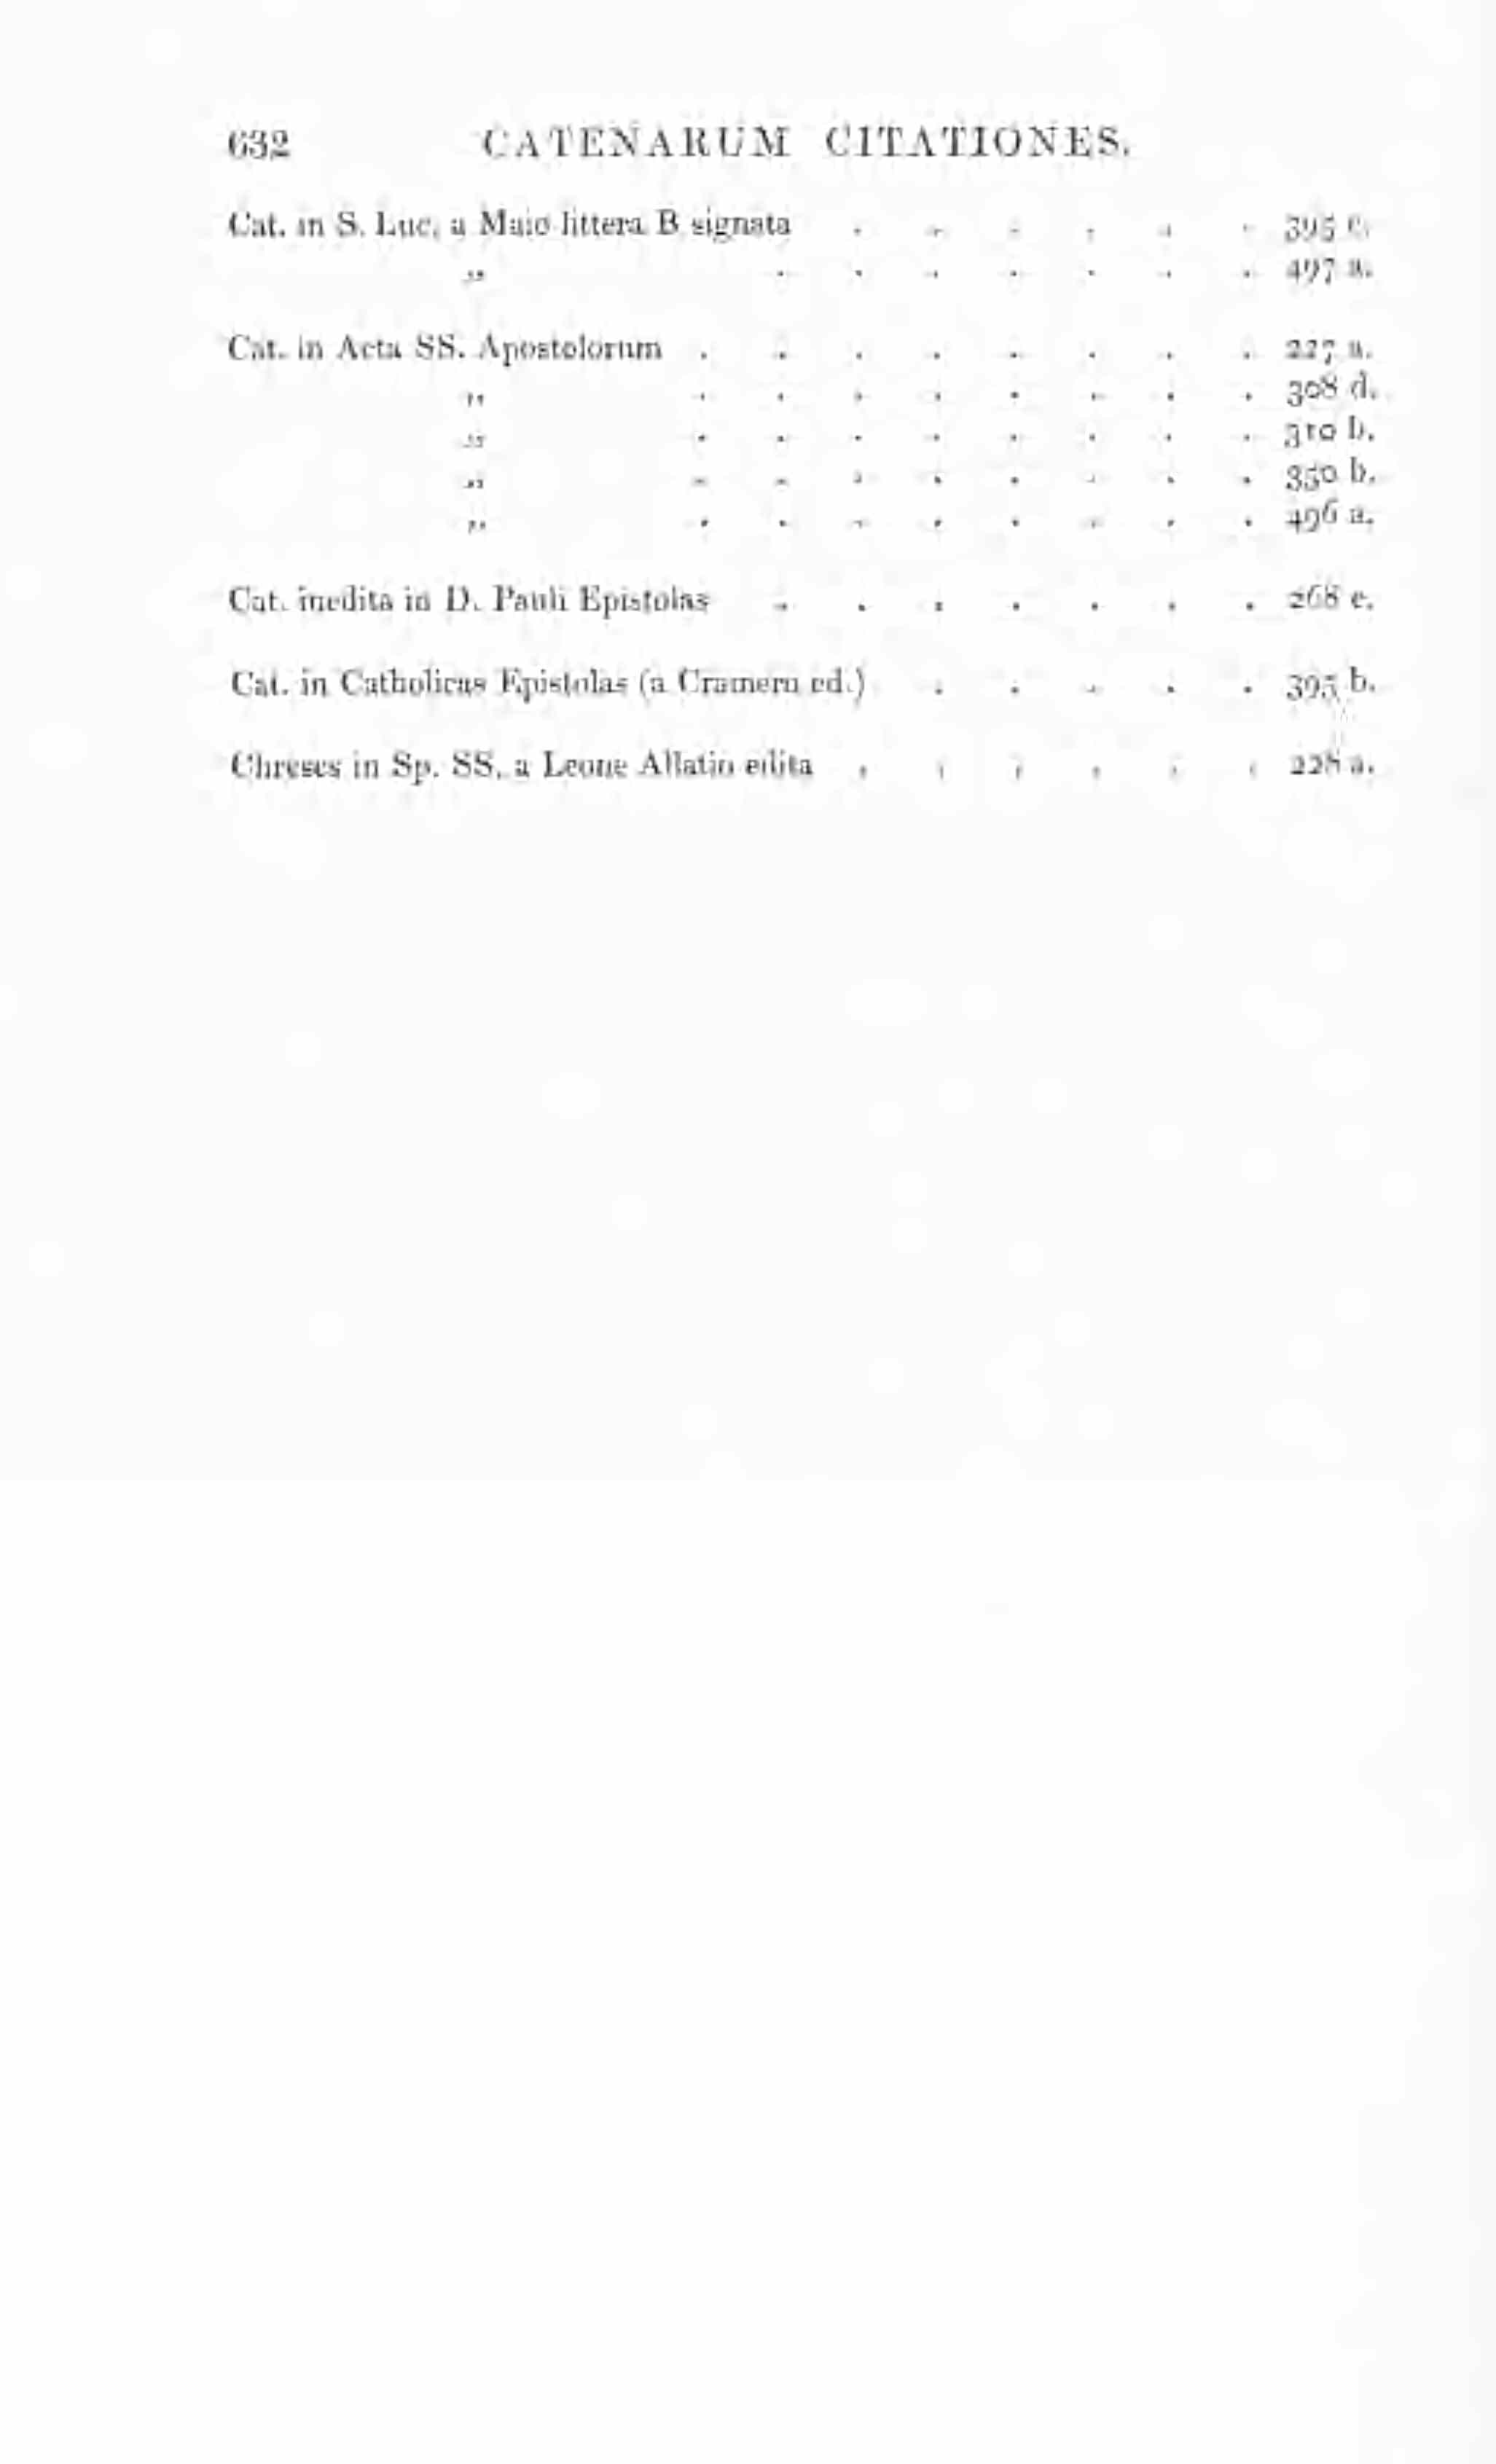 632 CATENARUM CITATIONES.
Cat. in S. Luc. a Maio littera B signata . . . . . . 395 c.
„ . . . . . . . 497 a.
Cat. in Acta SS. Apostolorum . . . . . . . . 227 a.
„ . . . . . . . . 308 d.
„ . . . . . . . . 310 b.
„ . . . . . . . . 350 b.
„ . . . . . . . . 496 a.
Cat. inedita in D. Pauli Epistolas . . . . . . . 268 e.
Cat. in Catholicas Epistolas (a Cramero ed.) . . . . . 395 b.
Chreses in Sp. SS. a Leone Allatio edita . . . . . . 228 a.